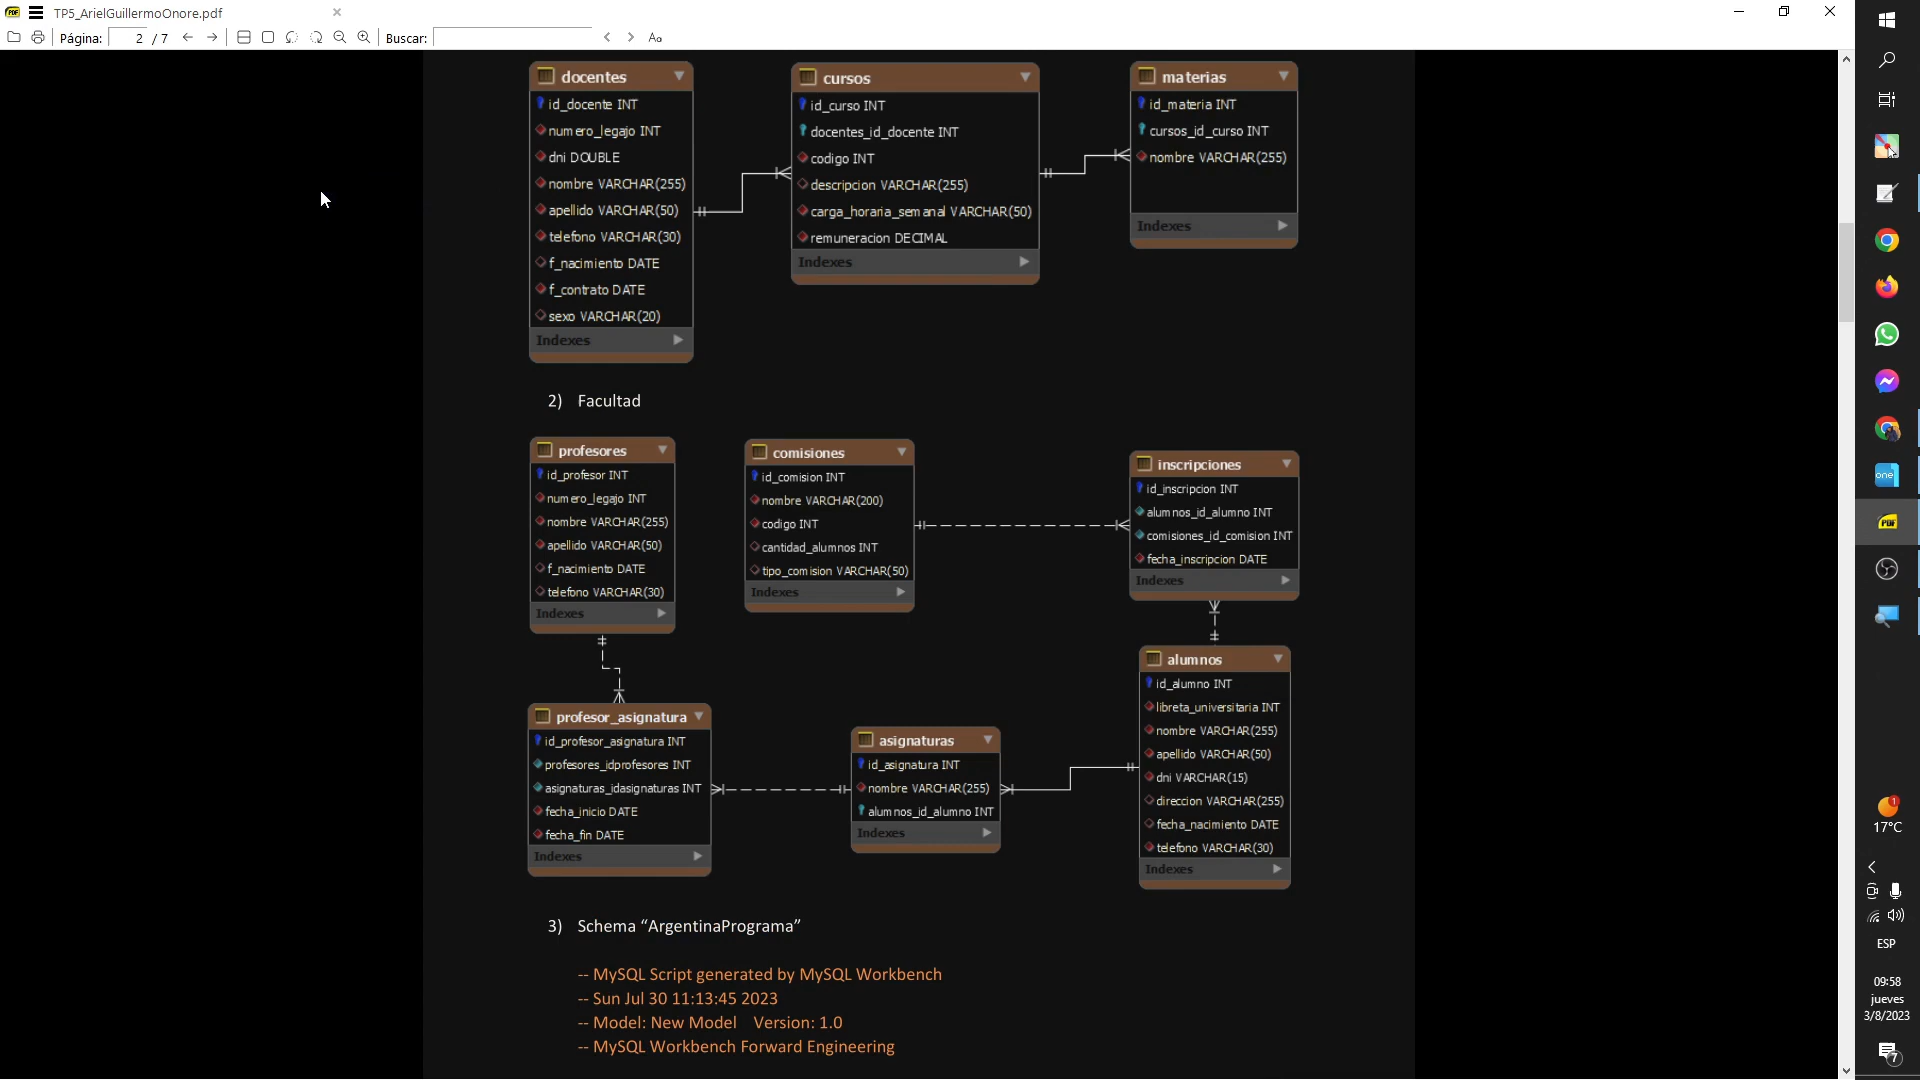 TP5_ArielGuillermoOnore.pdf
Página: 2 / 7 Buscar:
docentes
id_docente INT
numero_legajo INT
dni DOUBLE
nombre VARCHAR(255)
apellido VARCHAR(50)
telefono VARCHAR(30)
f_nacimiento DATE
f_contrato DATE
sexo VARCHAR(20)
Indexes
cursos
id_curso INT
docentes_id_docente INT
codigo INT
descripcion VARCHAR(255)
carga_horaria_semanal VARCHAR(50)
remuneracion DECIMAL
Indexes
materias
id_materia INT
cursos_id_curso INT
nombre VARCHAR(255)
Indexes
2) Facultad
profesores
id_profesor INT
numero_legajo INT
nombre VARCHAR(255)
apellido VARCHAR(50)
f_nacimiento DATE
telefono VARCHAR(30)
Indexes
comisiones
id_comision INT
nombre VARCHAR(200)
codigo INT
cantidad_alumnos INT
tipo_comision VARCHAR(50)
Indexes
inscripciones
id_inscripcion INT
alumnos_id_alumno INT
comisiones_id_comision INT
fecha_inscripcion DATE
Indexes
profesor_asignatura
id_profesor_asignatura INT
profesores_idprofesores INT
asignaturas_idasignaturas INT
fecha_inicio DATE
fecha_fin DATE
Indexes
asignaturas
id_asignatura INT
nombre VARCHAR(255)
alumnos_id_alumno INT
Indexes
alumnos
id_alumno INT
libreta_universitaria INT
nombre VARCHAR(255)
apellido VARCHAR(50)
dni VARCHAR(15)
direccion VARCHAR(255)
fecha_nacimiento DATE
telefono VARCHAR(30)
Indexes
3) Schema “ArgentinaPrograma”
-- MySQL Script generated by MySQL Workbench
-- Sun Jul 30 11:13:45 2023
-- Model: New Model Version: 1.0
-- MySQL Workbench Forward Engineering
one
PDF
1
17°C
ESP
09:58
jueves
3/8/2023
7